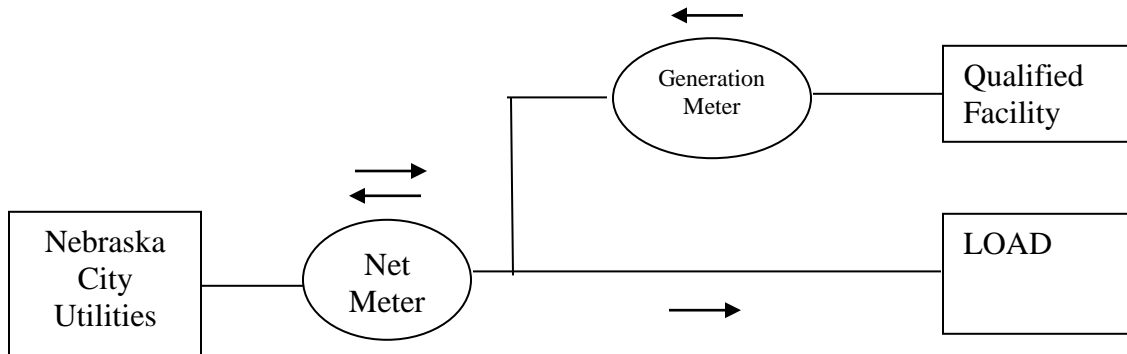 Generation
Meter
Qualified
Facility
Nebraska
City
Utilities
Net
Meter
LOAD